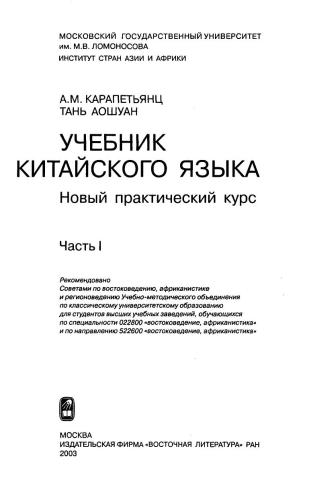 МОСКОВСКИЙ ГОСУДАРСТВЕННЫЙ УНИВЕРСИТЕТ
им. М.В. ЛОМОНОСОВА
ИНСТИТУТ СТРАН АЗИИ И АФРИКИ
А.М. КАРАПЕТЬЯНЦ
ТАНЬ АОШУАН
УЧЕБНИК
КИТАЙСКОГО ЯЗЫКА
Новый практический курс
Часть I
Рекомендовано
Советами по востоковедению, африканистике
и регионоведению Учебно-методического объединения
по классическому университетскому образованию
для студентов высших учебных заведений, обучающихся
по специальности 022800 «востоковедение, африканистика»
и по направлению 522600 «востоковедение, африканистика»
МОСКВА
ИЗДАТЕЛЬСКАЯ ФИРМА «ВОСТОЧНАЯ ЛИТЕРАТУРА» РАН
2003